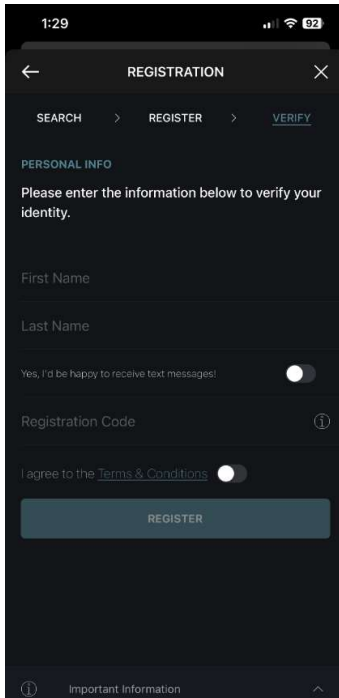 1:29 92
REGISTRATION
SEARCH > REGISTER > VERIFY
PERSONAL INFO
Please enter the information below to verify your
identity.
First Name
Last Name
Yes, I'd be happy to receive text messages!
Registration Code
I agree to the Terms & Conditions
REGISTER
Important Information